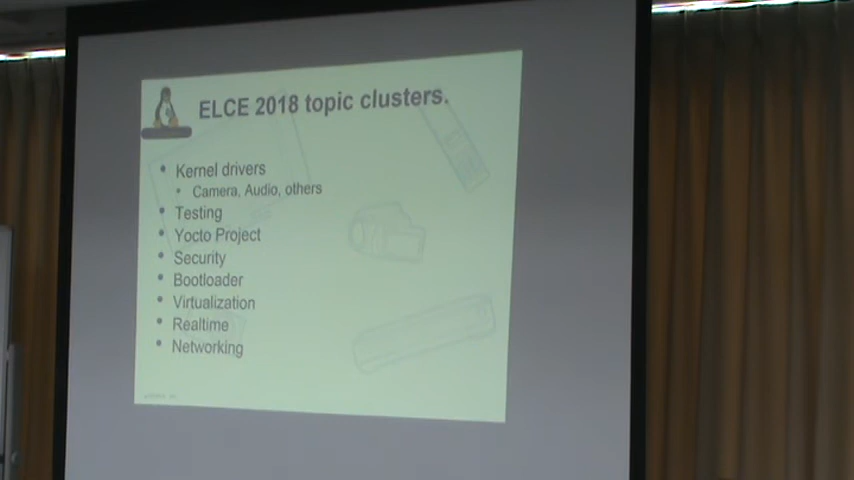 ELCE 2018 topic clusters.
Kernel drivers
Camera, Audio, others
Testing
Yocto Project
Security
Bootloader
Virtualization
Realtime
Networking